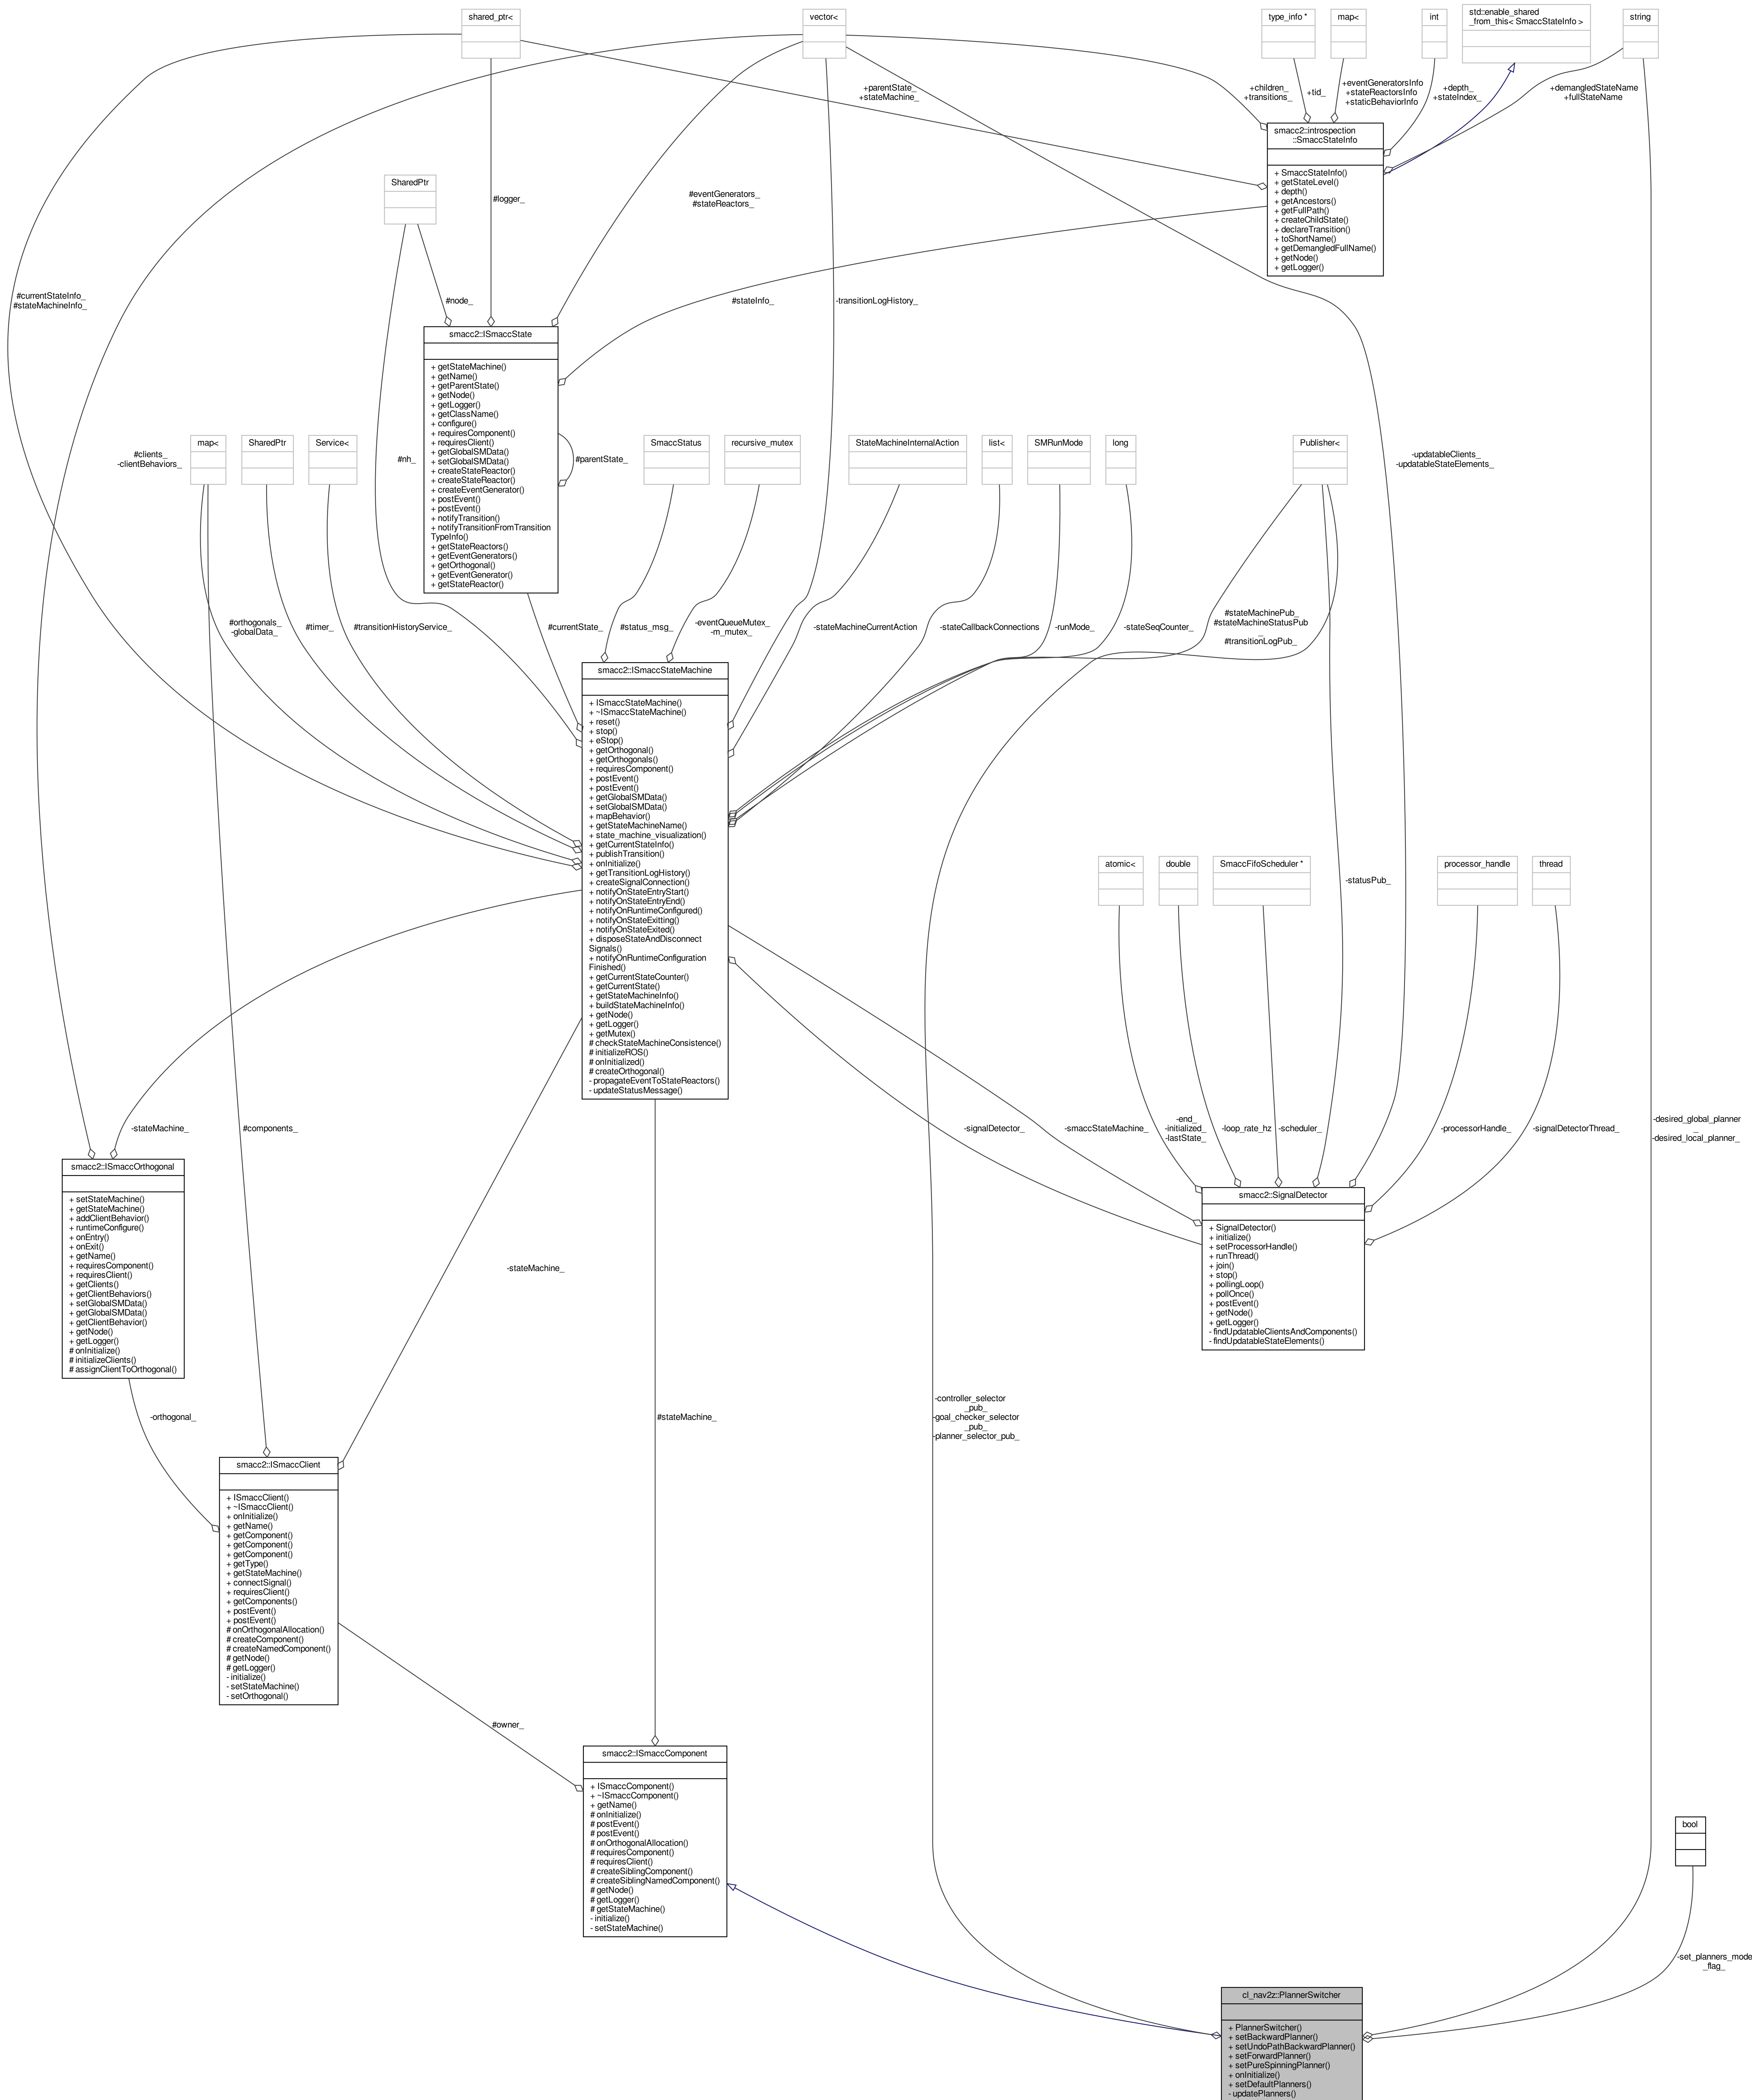 shared_ptr<
vector<
type_info *
map<
int
std::enable_shared
_from_this< SmaccStateInfo >
string
+parentState_
+stateMachine_
+children_
+transitions_
+tid_
+eventGeneratorsInfo
+stateReactorsInfo
+staticBehaviorInfo
+depth_
+stateIndex_
+demangledStateName
+fullStateName
smacc2::introspection
::SmaccStateInfo
+ SmaccStateInfo()
+ getStateLevel()
+ depth()
+ getAncestors()
+ getFullPath()
+ createChildState()
+ declareTransition()
+ toShortName()
+ getDemangledFullName()
+ getNode()
+ getLogger()
SharedPtr
#logger_
#eventGenerators_
#stateReactors_
#currentStateInfo_
#stateMachineInfo_
#node_
-transitionLogHistory_
#stateInfo_
smacc2::ISmaccState
+ getStateMachine()
+ getName()
+ getParentState()
+ getNode()
+ getLogger()
+ getClassName()
+ configure()
+ requiresComponent()
+ requiresClient()
+ getGlobalSMData()
+ setGlobalSMData()
+ createStateReactor()
+ createStateReactor()
+ createEventGenerator()
+ postEvent()
+ postEvent()
+ notifyTransition()
+ notifyTransitionFromTransition
TypeInfo()
+ getStateReactors()
+ getEventGenerators()
+ getOrthogonal()
+ getEventGenerator()
+ getStateReactor()
#parentState_
#clients_
-clientBehaviors_
map<
SharedPtr
Service<
#nh_
SmaccStatus
recursive_mutex
StateMachineInternalAction
list<
SMRunMode
long
Publisher<
-updatableClients_
-updatableStateElements_
#orthogonals_
-globalData_
#timer_
#transitionHistoryService_
#currentState_
#status_msg_
-eventQueueMutex_
-m_mutex_
-stateMachineCurrentAction
-stateCallbackConnections
-runMode_
-stateSeqCounter_
#stateMachinePub_
#stateMachineStatusPub
_
#transitionLogPub_
smacc2::ISmaccStateMachine
+ ISmaccStateMachine()
+ ~ISmaccStateMachine()
+ reset()
+ stop()
+ eStop()
+ getOrthogonal()
+ getOrthogonals()
+ requiresComponent()
+ postEvent()
+ postEvent()
+ getGlobalSMData()
+ setGlobalSMData()
+ mapBehavior()
+ getStateMachineName()
+ state_machine_visualization()
+ getCurrentStateInfo()
+ publishTransition()
+ onInitialize()
+ getTransitionLogHistory()
+ createSignalConnection()
+ notifyOnStateEntryStart()
+ notifyOnStateEntryEnd()
+ notifyOnRuntimeConfigured()
+ notifyOnStateExitting()
+ notifyOnStateExited()
+ disposeStateAndDisconnect
Signals()
+ notifyOnRuntimeConfiguration
Finished()
+ getCurrentStateCounter()
+ getCurrentState()
+ getStateMachineInfo()
+ buildStateMachineInfo()
+ getNode()
+ getLogger()
+ getMutex()
# checkStateMachineConsistence()
# initializeROS()
# onInitialized()
# createOrthogonal()
- propagateEventToStateReactors()
- updateStatusMessage()
atomic<
double
SmaccFifoScheduler *
processor_handle
thread
-statusPub_
-stateMachine_
#components_
-signalDetector_
-smaccStateMachine_
-end_
-initialized_
-lastState_
-loop_rate_hz
-scheduler_
-processorHandle_
-signalDetectorThread_
-desired_global_planner
_
-desired_local_planner_
smacc2::ISmaccOrthogonal
+ setStateMachine()
+ getStateMachine()
+ addClientBehavior()
+ runtimeConfigure()
+ onEntry()
+ onExit()
+ getName()
+ requiresComponent()
+ requiresClient()
+ getClients()
+ getClientBehaviors()
+ setGlobalSMData()
+ getGlobalSMData()
+ getClientBehavior()
+ getNode()
+ getLogger()
# onInitialize()
# initializeClients()
# assignClientToOrthogonal()
smacc2::SignalDetector
+ SignalDetector()
+ initialize()
+ setProcessorHandle()
+ runThread()
+ join()
+ stop()
+ pollingLoop()
+ pollOnce()
+ postEvent()
+ getNode()
+ getLogger()
- findUpdatableClientsAndComponents()
- findUpdatableStateElements()
-stateMachine_
-orthogonal_
#stateMachine_
-controller_selector
_pub_
-goal_checker_selector
_pub_
-planner_selector_pub_
smacc2::ISmaccClient
+ ISmaccClient()
+ ~ISmaccClient()
+ onInitialize()
+ getName()
+ getComponent()
+ getComponent()
+ getComponent()
+ getType()
+ getStateMachine()
+ connectSignal()
+ requiresClient()
+ getComponents()
+ postEvent()
+ postEvent()
# onOrthogonalAllocation()
# createComponent()
# createNamedComponent()
# getNode()
# getLogger()
- initialize()
- setStateMachine()
- setOrthogonal()
#owner_
smacc2::ISmaccComponent
+ ISmaccComponent()
+ ~ISmaccComponent()
+ getName()
# onInitialize()
# postEvent()
# postEvent()
# onOrthogonalAllocation()
# requiresComponent()
# requiresClient()
# createSiblingComponent()
# createSiblingNamedComponent()
# getNode()
# getLogger()
# getStateMachine()
- initialize()
- setStateMachine()
bool
-set_planners_mode
_flag_
cl_nav2z::PlannerSwitcher
+ PlannerSwitcher()
+ setBackwardPlanner()
+ setUndoPathBackwardPlanner()
+ setForwardPlanner()
+ setPureSpinningPlanner()
+ onInitialize()
+ setDefaultPlanners()
- updatePlanners()